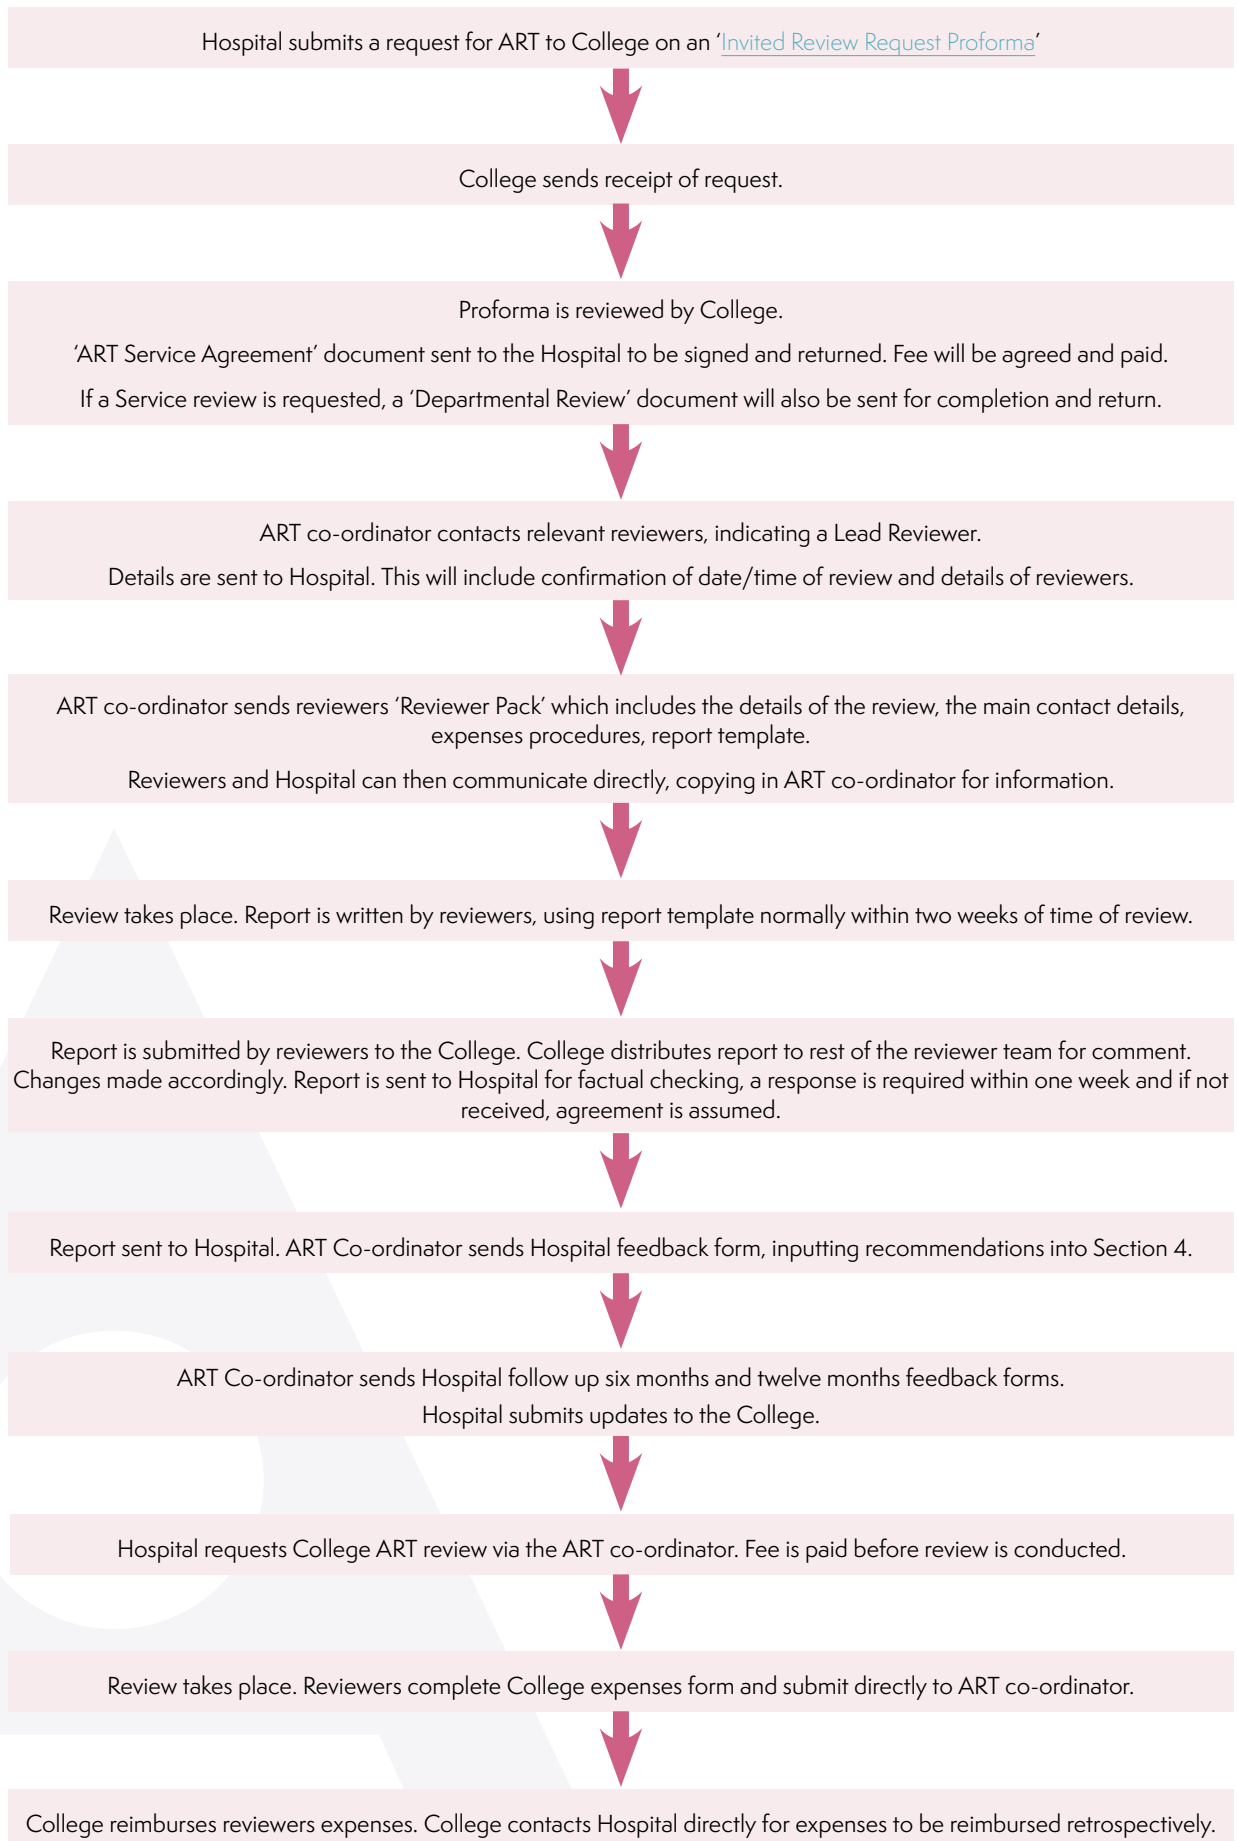 Hospital submits a request for ART to College on an ‘Invited Review Request Proforma’
College sends receipt of request.
Proforma is reviewed by College.
‘ART Service Agreement’ document sent to the Hospital to be signed and returned. Fee will be agreed and paid.
If a Service review is requested, a ‘Departmental Review’ document will also be sent for completion and return.
ART co-ordinator contacts relevant reviewers, indicating a Lead Reviewer.
Details are sent to Hospital. This will include confirmation of date/time of review and details of reviewers.
ART co-ordinator sends reviewers ‘Reviewer Pack’ which includes the details of the review, the main contact details,
expenses procedures, report template.
Reviewers and Hospital can then communicate directly, copying in ART co-ordinator for information.
Review takes place. Report is written by reviewers, using report template normally within two weeks of time of review.
Report is submitted by reviewers to the College. College distributes report to rest of the reviewer team for comment.
Changes made accordingly. Report is sent to Hospital for factual checking, a response is required within one week and if not
received, agreement is assumed.
Report sent to Hospital. ART Co-ordinator sends Hospital feedback form, inputting recommendations into Section 4.
ART Co-ordinator sends Hospital follow up six months and twelve months feedback forms.
Hospital submits updates to the College.
Hospital requests College ART review via the ART co-ordinator. Fee is paid before review is conducted.
Review takes place. Reviewers complete College expenses form and submit directly to ART co-ordinator.
College reimburses reviewers expenses. College contacts Hospital directly for expenses to be reimbursed retrospectively.